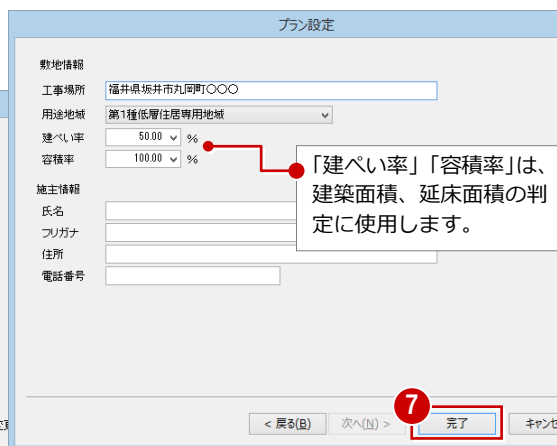 プラン設定
敷地情報
工事場所 福井県坂井市丸岡町〇〇〇
用途地域 第1種低層住居専用地域
建ぺい率 50.00 %
容積率 100.00 %
「建ぺい率」「容積率」は、
建築面積、延床面積の判
定に使用します。
施主情報
氏名
フリガナ
住所
電話番号
7
< 戻る(B) 次へ(N) > 完了 キャンセ